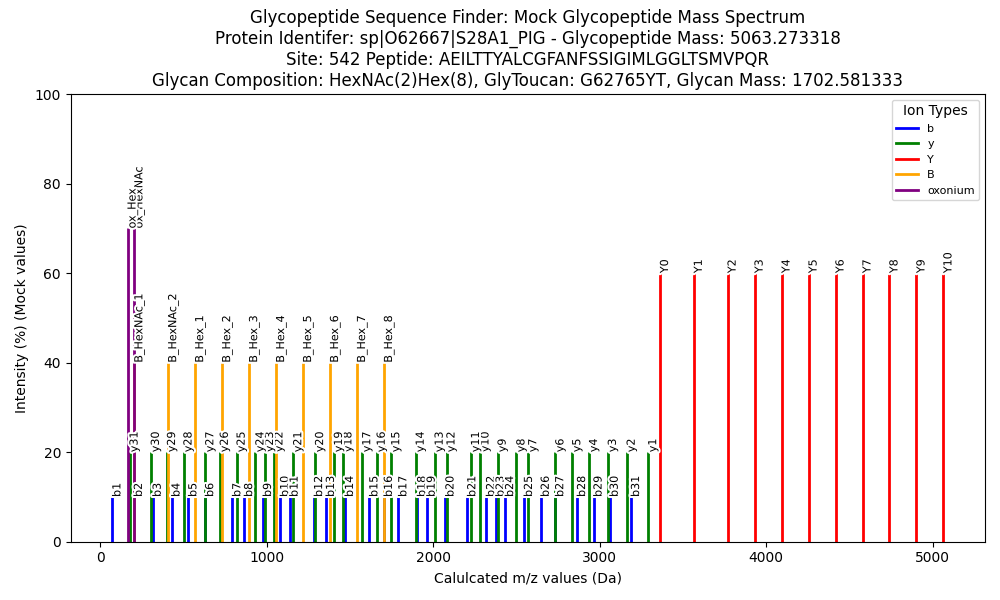 Glycopeptide Sequence Finder: Mock Glycopeptide Mass Spectrum
Protein Identifer: sp|O62667|S28A1_PIG - Glycopeptide Mass: 5063.273318
Site: 542 Peptide: AEILTTYALCGFANFSSIGIMLGGLTSMVPQR
Glycan Composition: HexNAc(2)Hex(8), GlyToucan: G62765YT, Glycan Mass: 1702.581333
Intensity (%) (Mock values)
100
80
60
40
20
0
Ion Types
b
y
Y
B
oxonium
ox_Hex
ox_HexNAc
Y0
Y1
Y2
Y3
Y4
Y5
Y6
Y7
Y8
Y9
Y10
B_HexNAc_1
B_HexNAc_2
B_Hex_1
B_Hex_2
B_Hex_3
B_Hex_4
B_Hex_5
B_Hex_6
B_Hex_7
B_Hex_8
y31
y30
y29
y28
y27
y26
y25
y24
y23
y22
y21
y20
y19
y18
y17
y16
y15
y14
y13
y12
y11
y10
y9
y8
y7
y6
y5
y4
y3
y2
y1
b1
b2
b3
b4
b5
b6
b7
b8
b9
b10
b11
b12
b13
b14
b15
b16
b17
b18
b19
b20
b21
b22
b23
b24
b25
b26
b27
b28
b29
b30
b31
0
1000
2000
3000
4000
5000
Calulcated m/z values (Da)